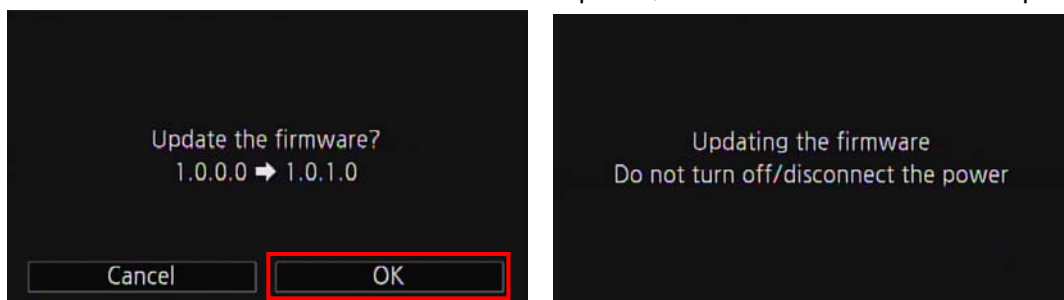 Update the firmware?
1.0.0.0 ➡ 1.0.1.0
Cancel
OK
Updating the firmware
Do not turn off/disconnect the power